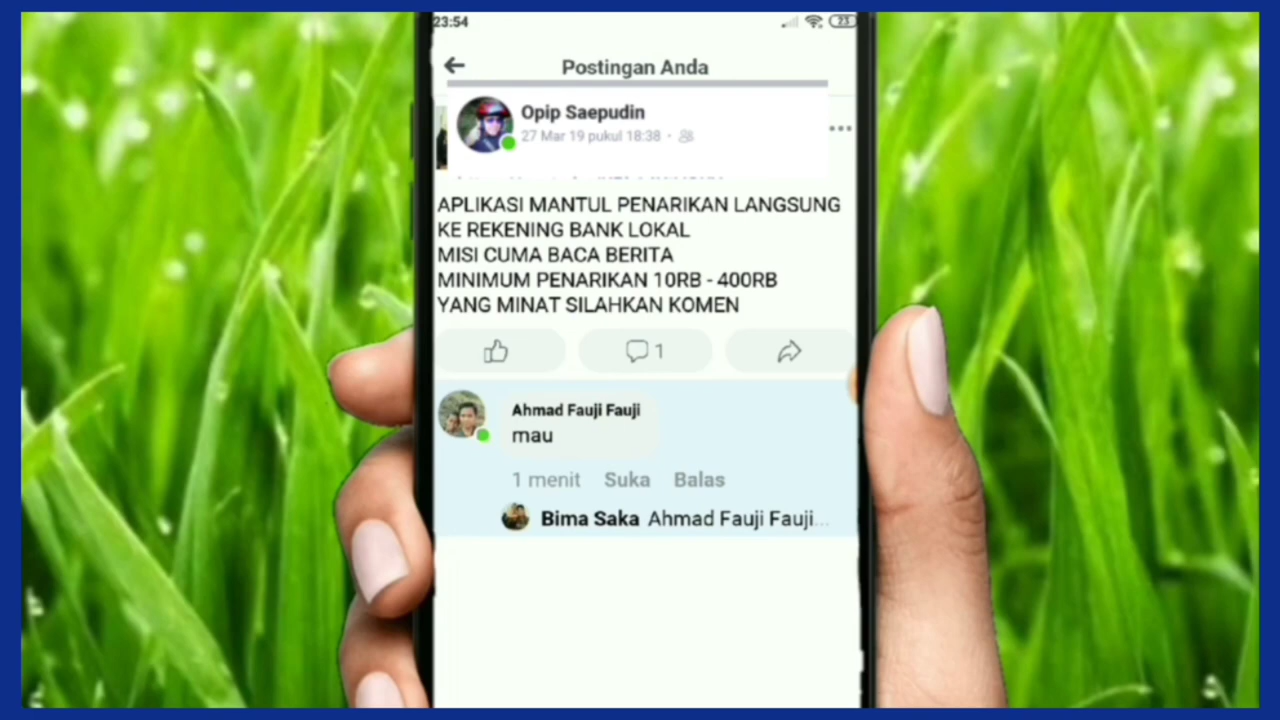 23:54
23
Postingan Anda
Opip Saepudin
27 Mar 19 pukul 18:38 ·
APLIKASI MANTUL PENARIKAN LANGSUNG
KE REKENING BANK LOKAL
MISI CUMA BACA BERITA
MINIMUM PENARIKAN 10RB - 400RB
YANG MINAT SILAHKAN KOMEN
1
Ahmad Fauji Fauji
mau
1 menit Suka Balas
Bima Saka Ahmad Fauji Fauji...